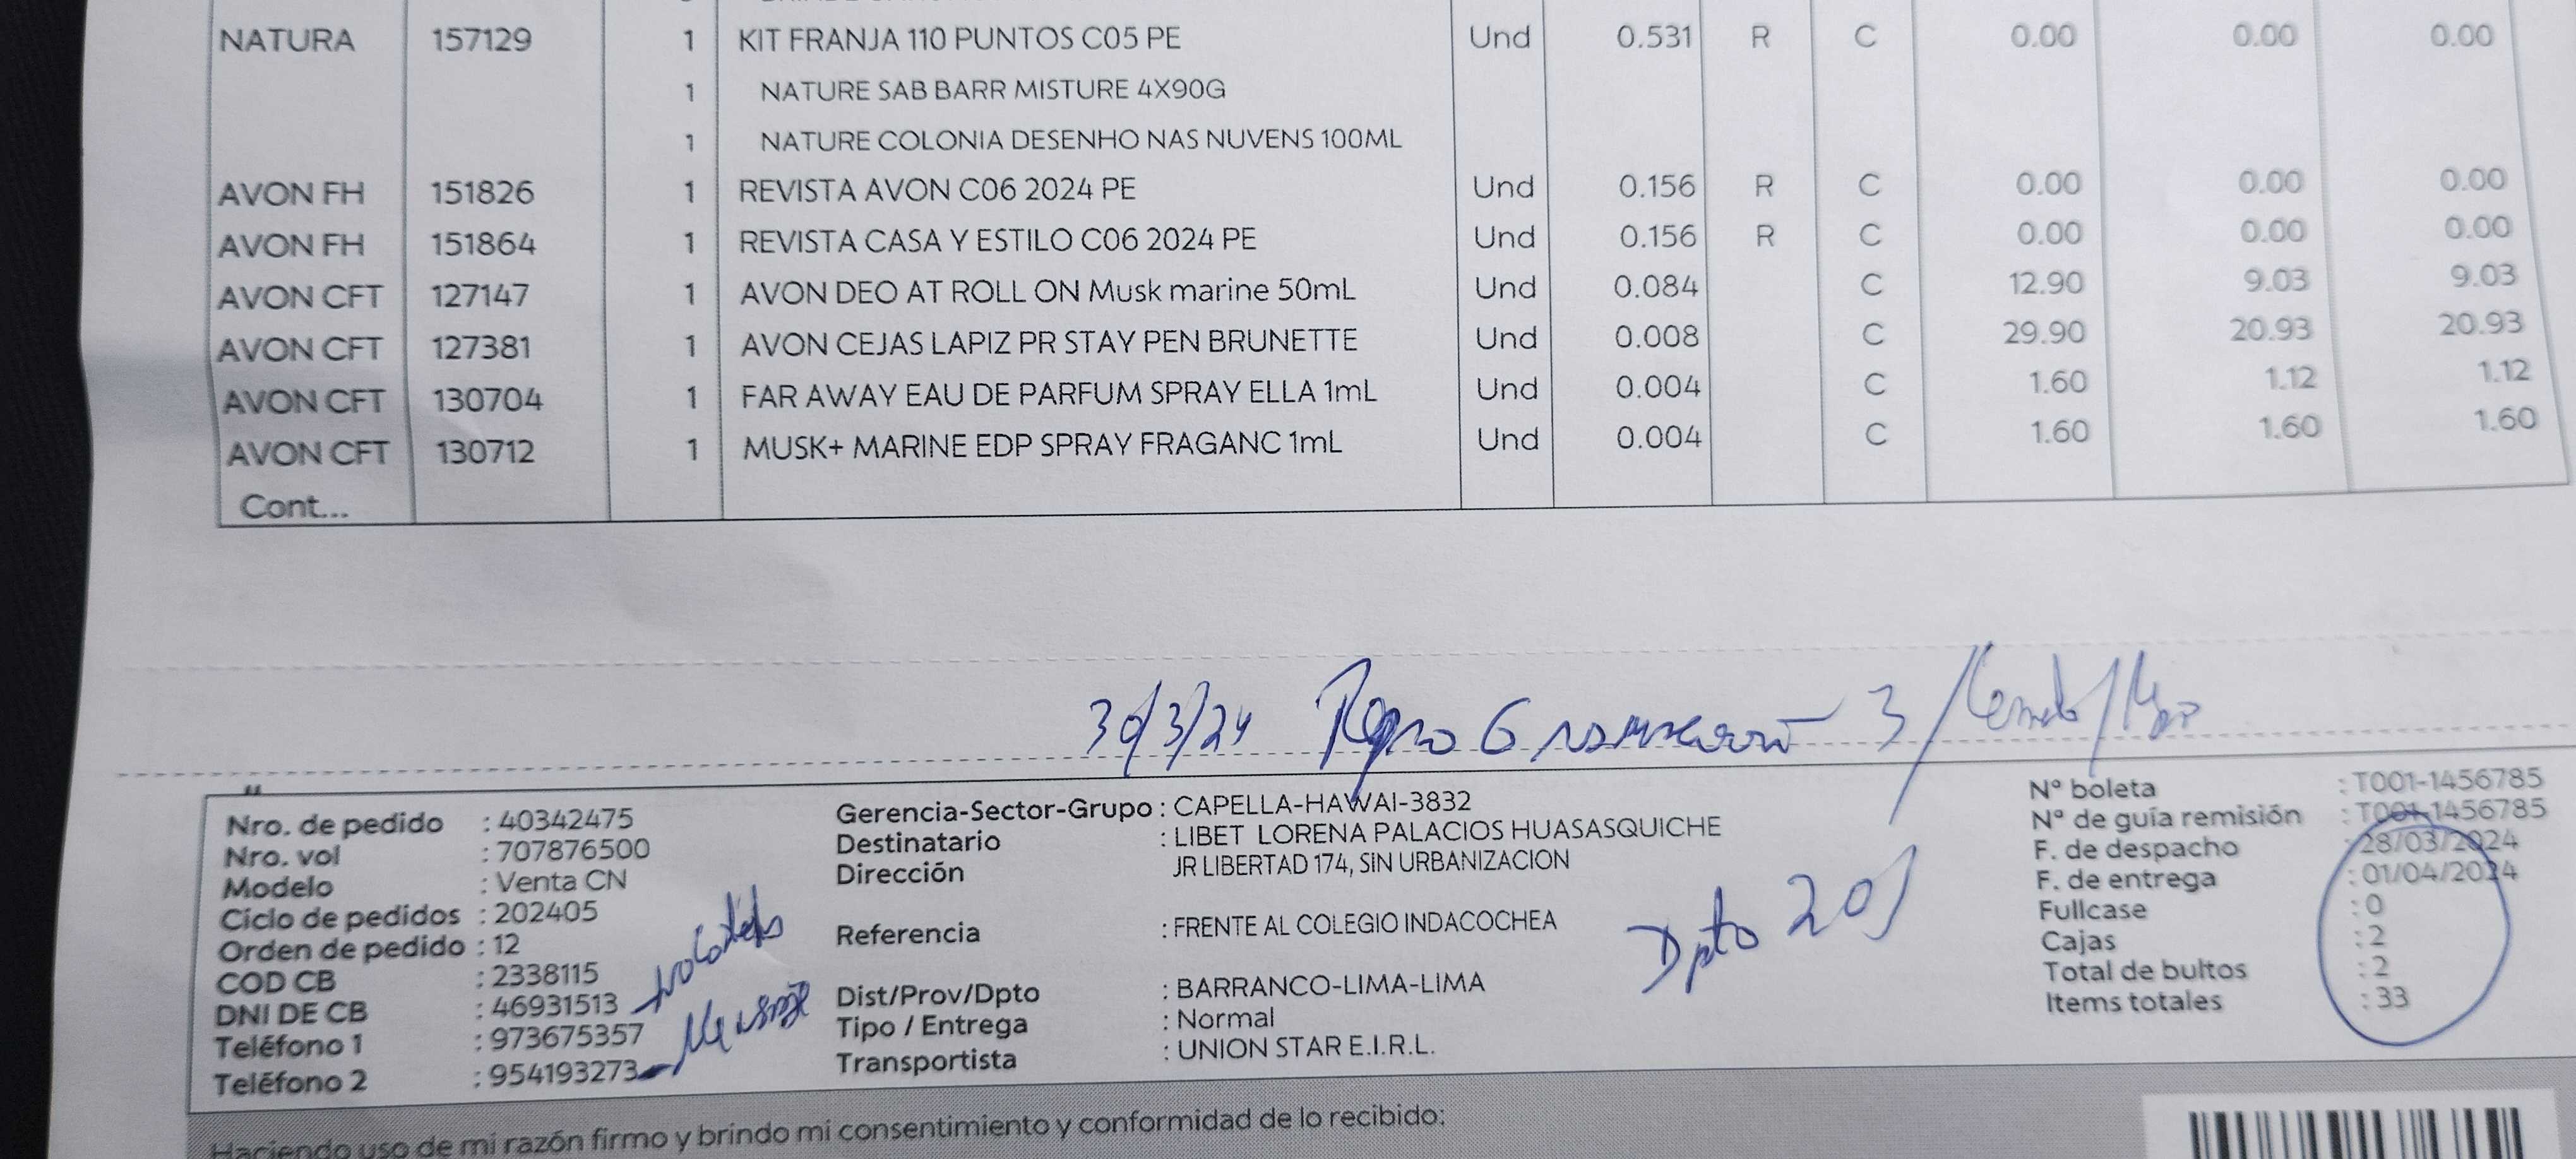 NATURA 157129 1 KIT FRANJA 110 PUNTOS C05 PE Und 0.531 R C 0.00 0.00 0.00
1 NATURE SAB BARR MISTURE 4X90G
1 NATURE COLONIA DESENHO NAS NUVENS 100ML
AVON FH 151826 1 REVISTA AVON C06 2024 PE Und 0.156 R C 0.00 0.00 0.00
AVON FH 151864 1 REVISTA CASA Y ESTILO C06 2024 PE Und 0.156 R C 0.00 0.00 0.00
AVON CFT 127147 1 AVON DEO AT ROLL ON Musk marine 50mL Und 0.084 C 12.90 9.03 9.03
AVON CFT 127381 1 AVON CEJAS LAPIZ PR STAY PEN BRUNETTE Und 0.008 C 29.90 20.93 20.93
AVON CFT 130704 1 FAR AWAY EAU DE PARFUM SPRAY ELLA 1mL Und 0.004 C 1.60 1.12 1.12
AVON CFT 130712 1 MUSK+ MARINE EDP SPRAY FRAGANC 1mL Und 0.004 C 1.60 1.60 1.60
Cont...
30/3/24 3
Nro. de pedido : 40342475
Nro. vol : 707876500
Modelo : Venta CN
Ciclo de pedidos : 202405
Orden de pedido : 12
COD CB : 2338115
DNI DE CB : 46931513
Teléfono 1 : 973675357
Teléfono 2 : 954193273
Gerencia-Sector-Grupo : CAPELLA-HAWAI-3832
Destinatario : LIBET LORENA PALACIOS HUASASQUICHE
Dirección JR LIBERTAD 174, SIN URBANIZACION
Referencia : FRENTE AL COLEGIO INDACOCHEA
Dist/Prov/Dpto : BARRANCO-LIMA-LIMA
Tipo / Entrega : Normal
Transportista : UNION STAR E.I.R.L.
Dpto 201
N° boleta : T001-1456785
N° de guía remisión : T001-1456785
F. de despacho : 28/03/2024
F. de entrega : 01/04/2024
Fullcase : 0
Cajas : 2
Total de bultos : 2
Items totales : 33
Haciendo uso de mi razón firmo y brindo mi consentimiento y conformidad de lo recibido: